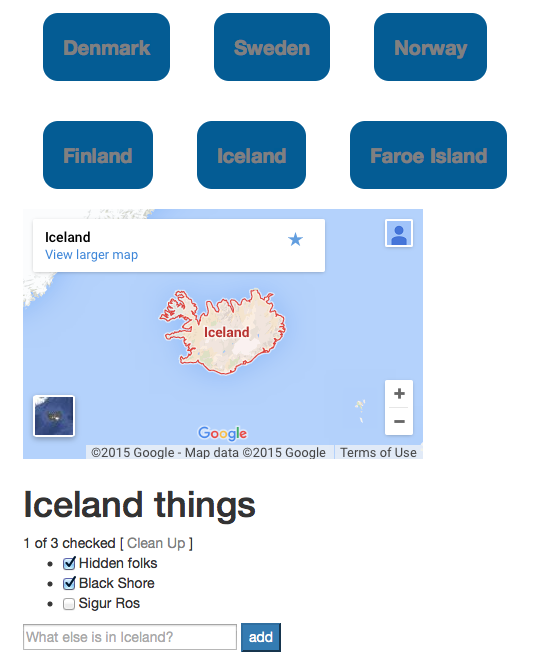 Denmark Sweden Norway
Finland Iceland Faroe Island
Iceland
View larger map
Iceland
+
−
Google
©2015 Google - Map data ©2015 Google Terms of Use
Iceland things
1 of 3 checked [ Clean Up ]
Hidden folks
Black Shore
Sigur Ros
What else is in Iceland? add